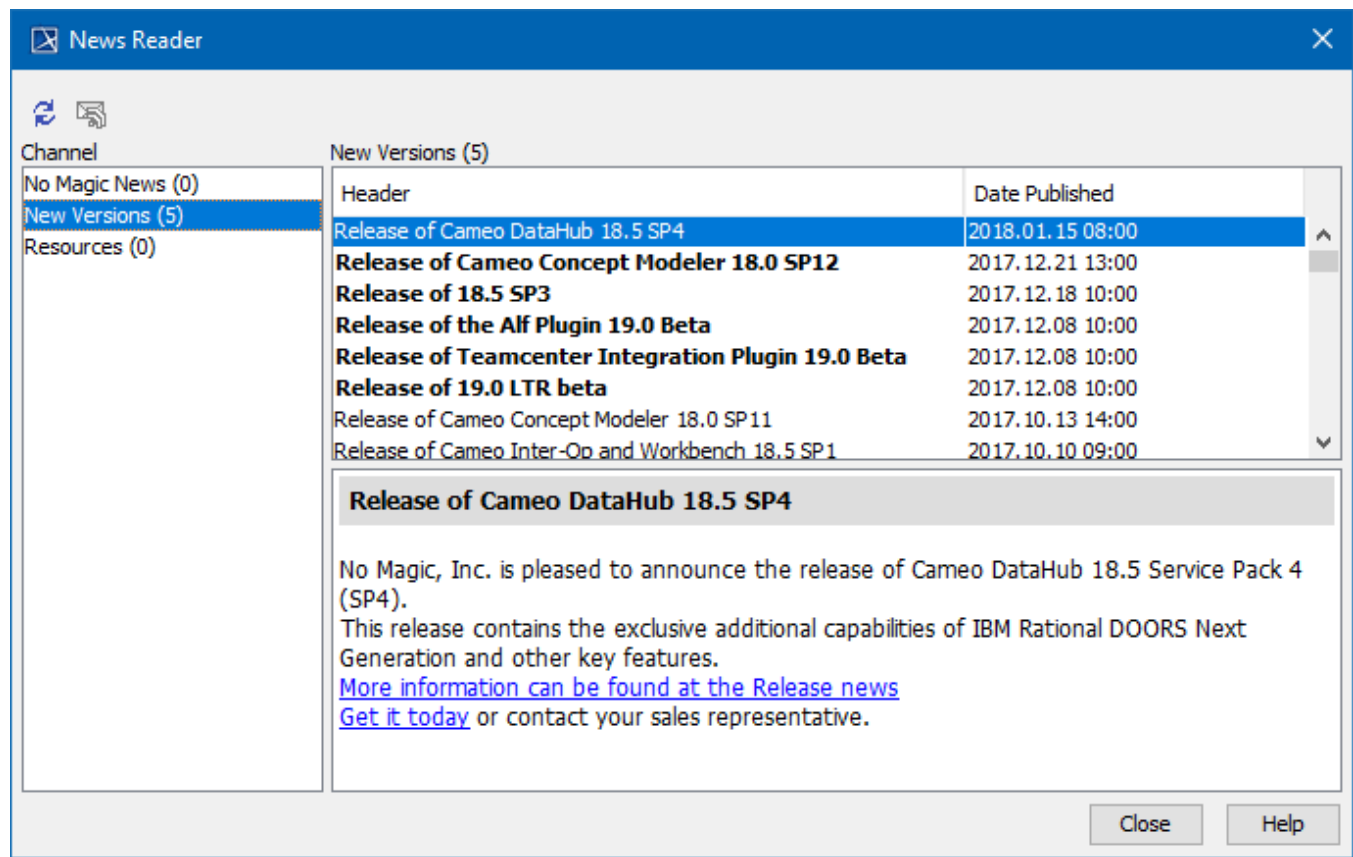 News Reader
Channel
New Versions (5)
No Magic News (0)
New Versions (5)
Resources (0)
Header Date Published
Release of Cameo DataHub 18.5 SP4 2018.01.15 08:00
Release of Cameo Concept Modeler 18.0 SP12 2017.12.21 13:00
Release of 18.5 SP3 2017.12.18 10:00
Release of the Alf Plugin 19.0 Beta 2017.12.08 10:00
Release of Teamcenter Integration Plugin 19.0 Beta 2017.12.08 10:00
Release of 19.0 LTR beta 2017.12.08 10:00
Release of Cameo Concept Modeler 18.0 SP11 2017.10.13 14:00
Release of Cameo Inter-Op and Workbench 18.5 SP1 2017.10.10 09:00
Release of Cameo DataHub 18.5 SP4
No Magic, Inc. is pleased to announce the release of Cameo DataHub 18.5 Service Pack 4
(SP4).
This release contains the exclusive additional capabilities of IBM Rational DOORS Next
Generation and other key features.
More information can be found at the Release news
Get it today or contact your sales representative.
Close Help